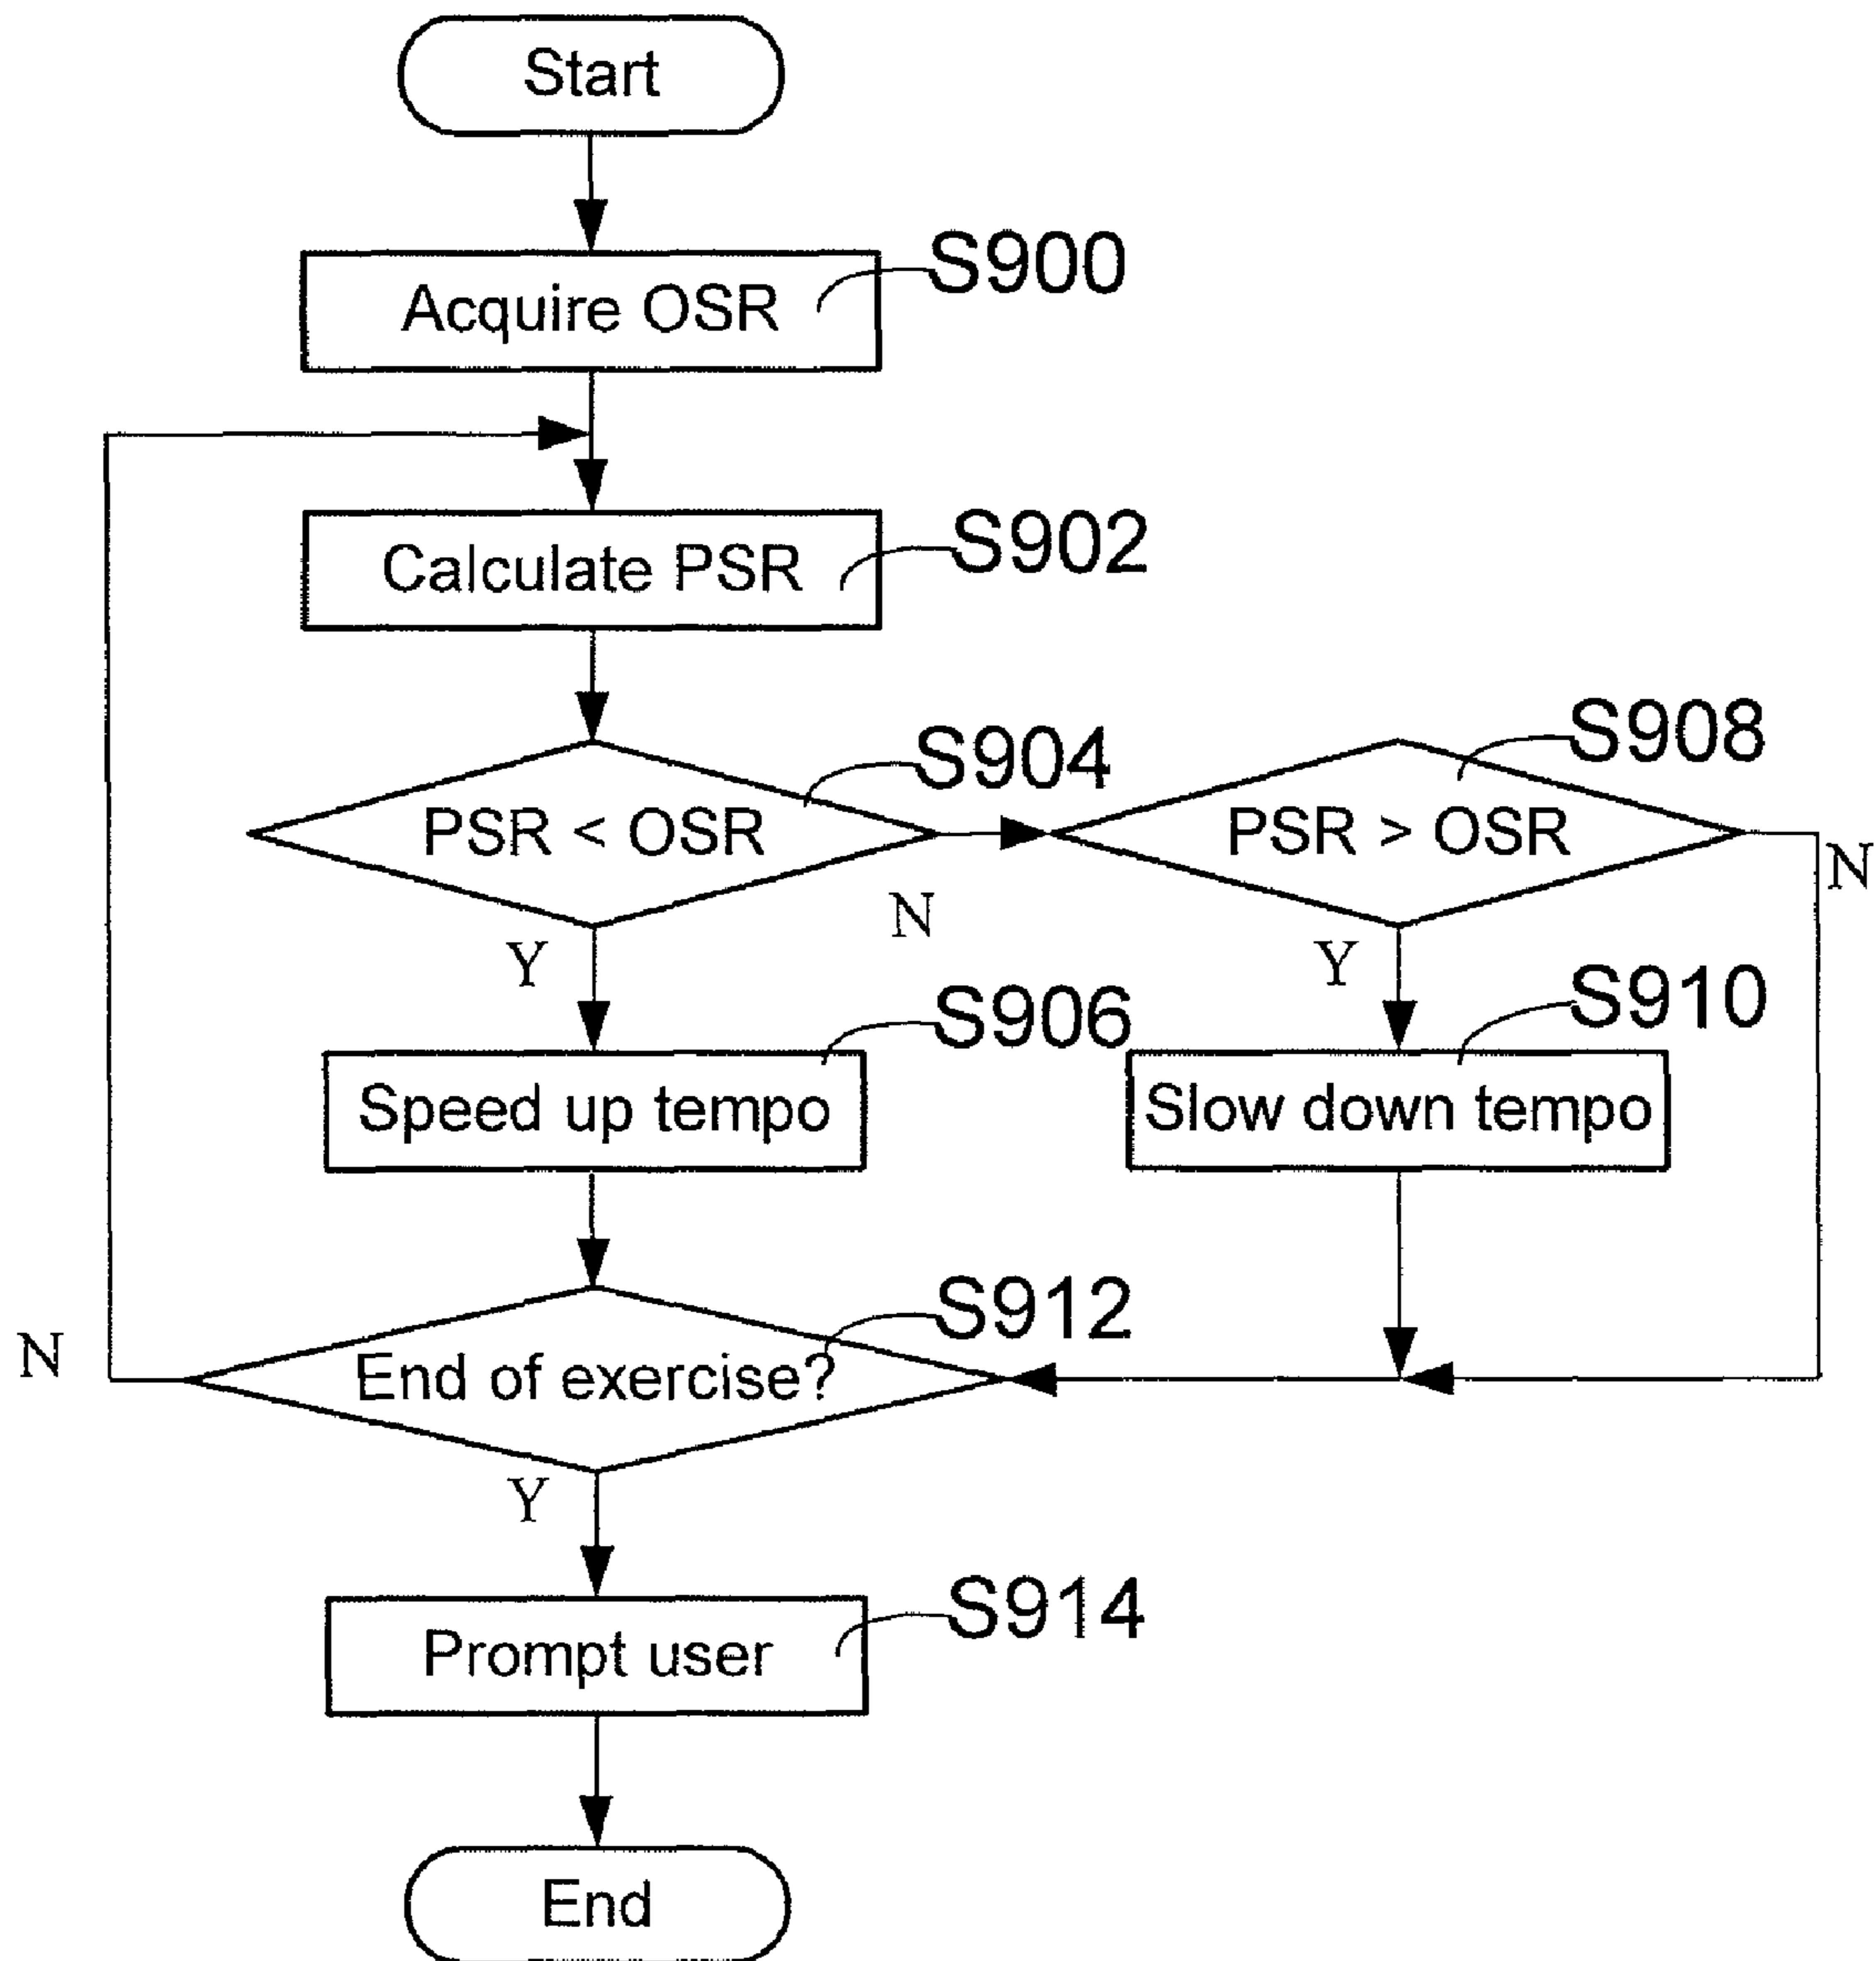 Start
S900
Acquire OSR
S902
Calculate PSR
S904
S908
PSR < OSR
PSR > OSR
N
N
Y
Y
S906
S910
Speed up tempo
Slow down tempo
S912
N
End of exercise?
Y
S914
Prompt user
End